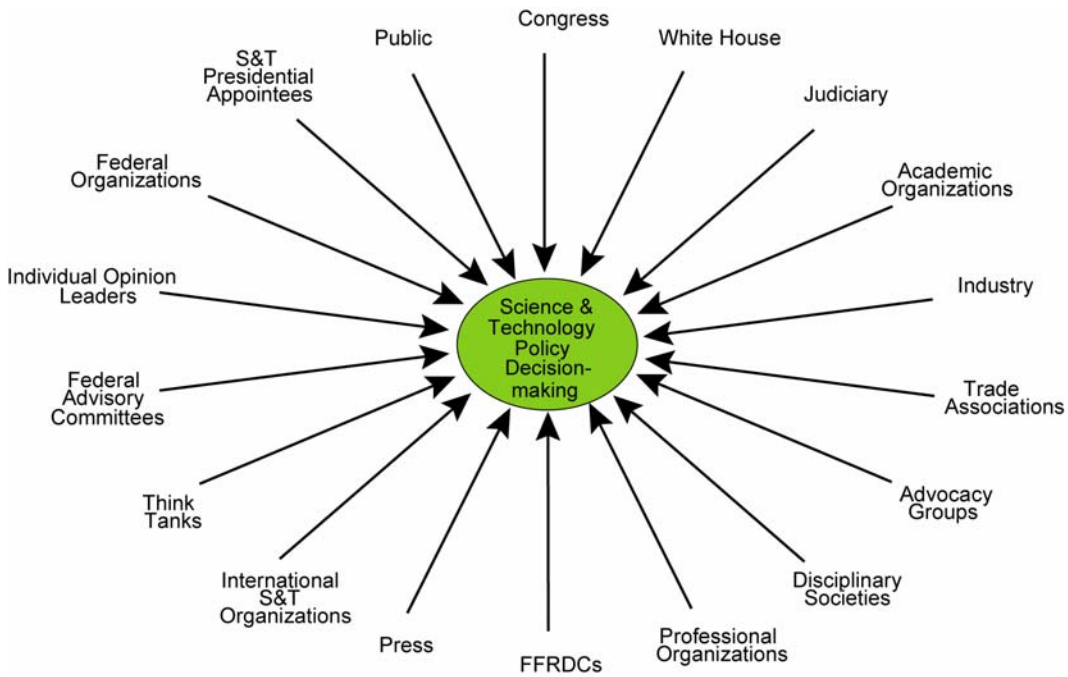 Congress
Public
White House
S&T
Presidential
Appointees
Judiciary
Federal
Organizations
Academic
Organizations
Individual Opinion
Leaders
Industry
Science &
Technology
Policy
Decision-
making
Federal
Advisory
Committees
Trade
Associations
Think
Tanks
Advocacy
Groups
International
S&T
Organizations
Disciplinary
Societies
Press
Professional
Organizations
FFRDCs